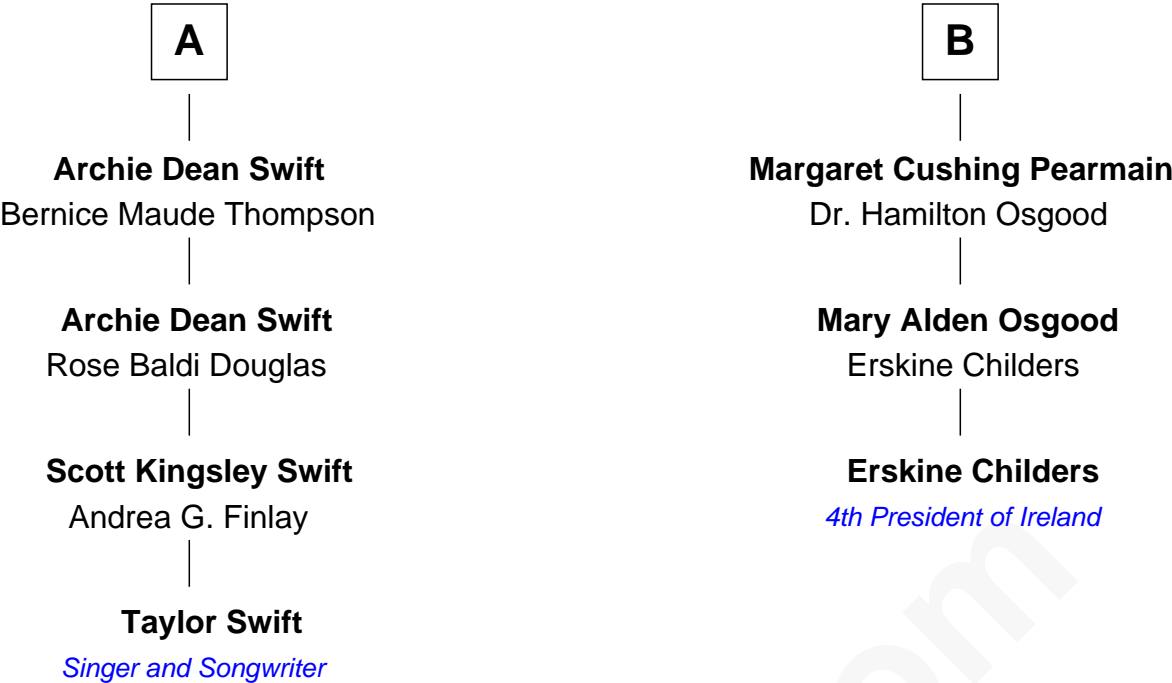 A
Archie Dean Swift
Bernice Maude Thompson
Archie Dean Swift
Rose Baldi Douglas
Scott Kingsley Swift
Andrea G. Finlay
Taylor Swift
Singer and Songwriter
B
Margaret Cushing Pearmain
Dr. Hamilton Osgood
Mary Alden Osgood
Erskine Childers
Erskine Childers
4th President of Ireland
om